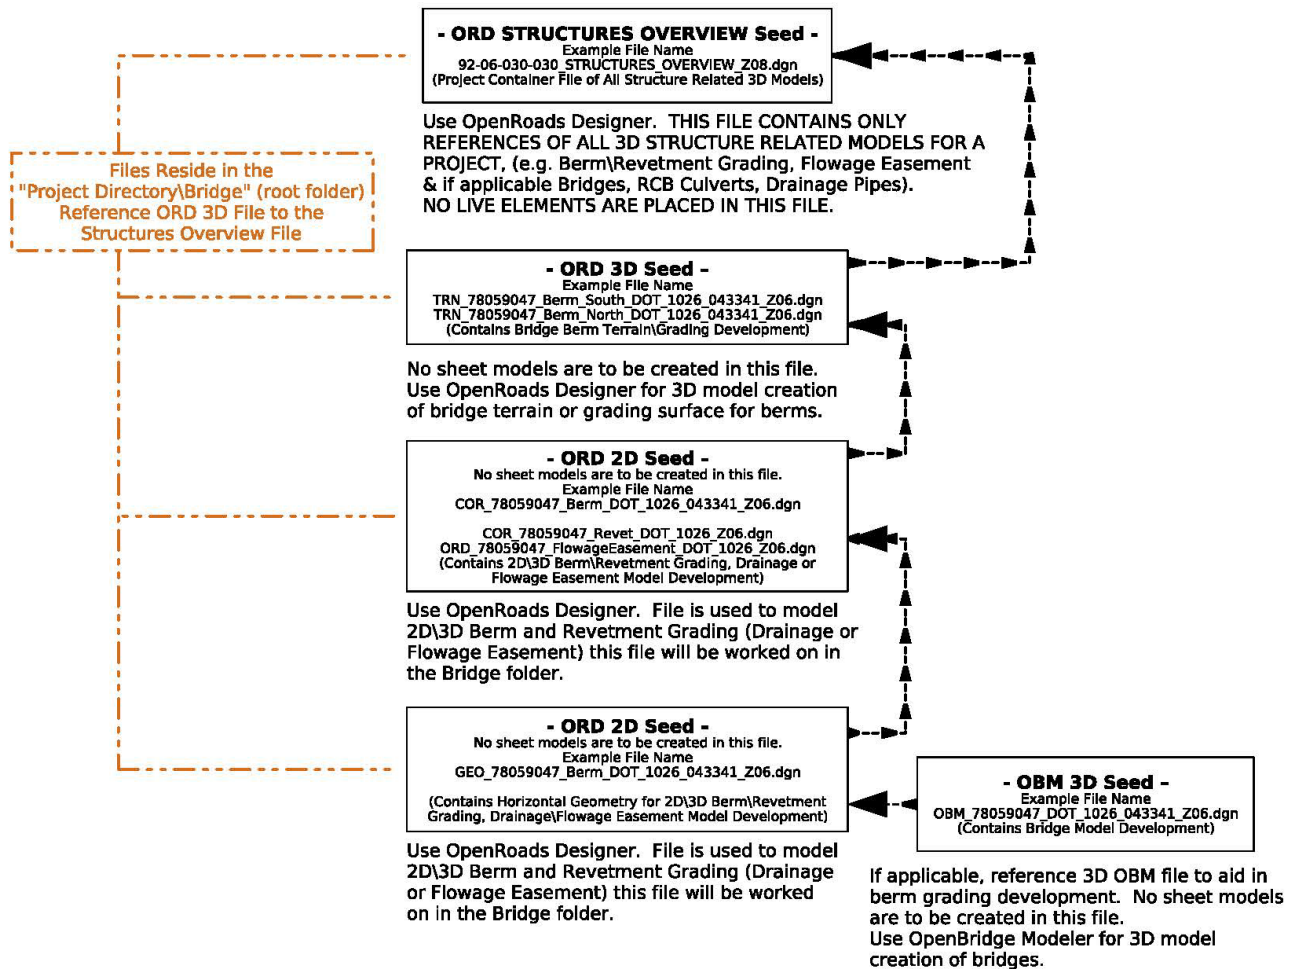 - ORD STRUCTURES OVERVIEW Seed -
Example File Name
92-06-030-030_STRUCTURES_OVERVIEW_Z08.dgn
(Project Container File of All Structure Related 3D Models)
Use OpenRoads Designer.  THIS FILE CONTAINS ONLY
REFERENCES OF ALL 3D STRUCTURE RELATED MODELS FOR A
PROJECT, (e.g. Berm\Revetment Grading, Flowage Easement
& if applicable Bridges, RCB Culverts, Drainage Pipes).
NO LIVE ELEMENTS ARE PLACED IN THIS FILE.
Files Reside in the
"Project Directory\Bridge" (root folder)
Reference ORD 3D File to the
Structures Overview File
- ORD 3D Seed –
Example File Name
TRN_78059047_Berm_South_DOT_1026_043341_Z06.dgn
TRN_78059047_Berm_North_DOT_1026_043341_Z06.dgn
(Contains Bridge Berm Terrain\Grading Development)
No sheet models are to be created in this file.
Use OpenRoads Designer for 3D model creation
of bridge terrain or grading surface for berms.
- ORD 2D Seed –
No sheet models are to be created in this file.
Example File Name
COR_78059047_Berm_DOT_1026_043341_Z06.dgn
COR_78059047_Revet_DOT_1026_Z06.dgn
ORD_78059047_FlowageEasement_DOT_1026_Z06.dgn
(Contains 2D\3D Berm\Revetment Grading, Drainage or
Flowage Easement Model Development)
Use OpenRoads Designer.  File is used to model
2D\3D Berm and Revetment Grading (Drainage or
Flowage Easement) this file will be worked on in
the Bridge folder.
- ORD 2D Seed –
No sheet models are to be created in this file.
Example File Name
GEO_78059047_Berm_DOT_1026_043341_Z06.dgn
(Contains Horizontal Geometry for 2D\3D Berm\Revetment
Grading, Drainage\Flowage Easement Model Development)
Use OpenRoads Designer.  File is used to model
2D\3D Berm and Revetment Grading (Drainage
or Flowage Easement) this file will be worked
on in the Bridge folder.
- OBM 3D Seed –
Example File Name
OBM_78059047_DOT_1026_043341_Z06.dgn
(Contains Bridge Model Development)
If applicable, reference 3D OBM file to aid in
berm grading development.  No sheet models
are to be created in this file.
Use OpenBridge Modeler for 3D model
creation of bridges.